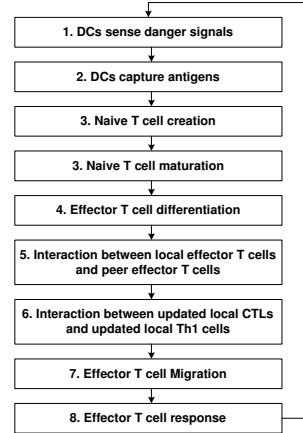 1. DCs sense danger signals
2. DCs capture antigens
3. Naive T cell creation
3. Naive T cell maturation
4. Effector T cell differentiation
5. Interaction between local effector T cells
and peer effector T cells
6. Interaction between updated local CTLs
and updated local Th1 cells
7. Effector T cell Migration
8. Effector T cell response